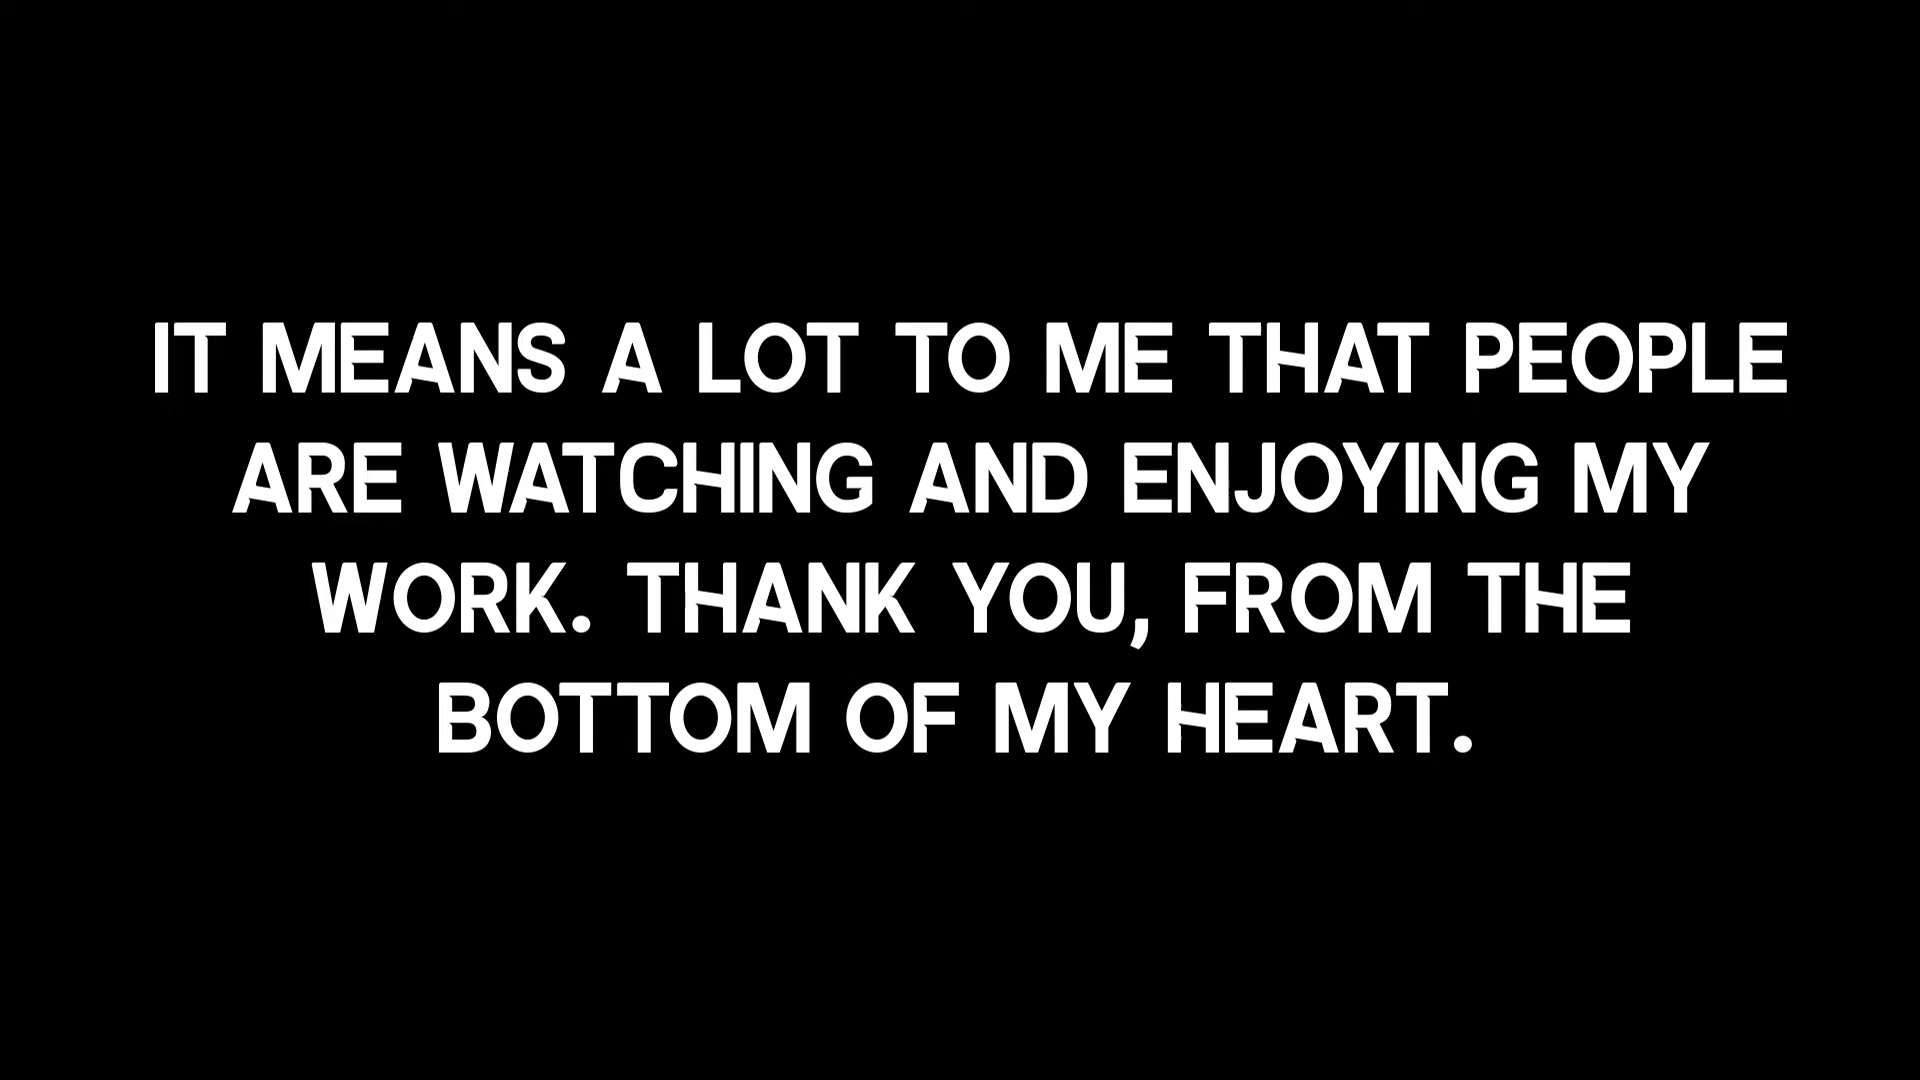 IT MEANS A LOT TO ME THAT PEOPLE
ARE WATCHING AND ENJOYING MY
WORK. THANK YOU, FROM THE
BOTTOM OF MY HEART.